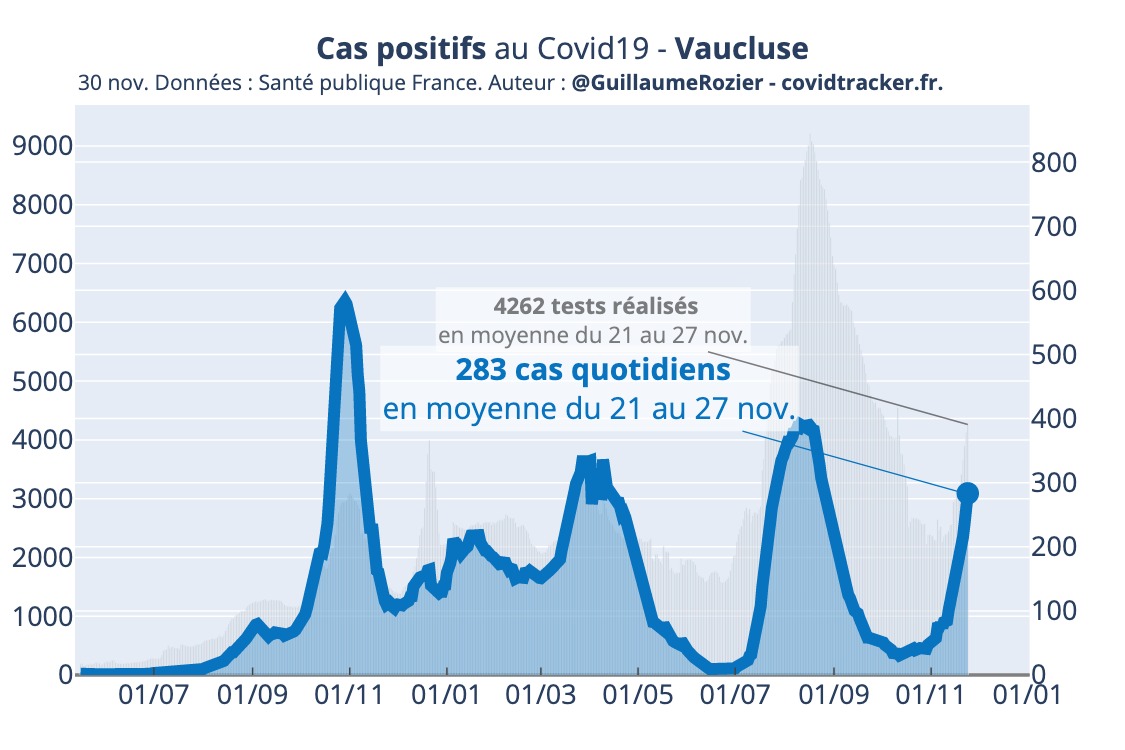 Cas positifs au Covid19 - Vaucluse
30 nov. Données : Santé publique France. Auteur : @GuillaumeRozier - covidtracker.fr.
9000
8000
7000
6000
5000
4000
3000
2000
1000
0
800
700
600
500
400
300
200
100
0
4262 tests réalisés
en moyenne du 21 au 27 nov.
283 cas quotidiens
en moyenne du 21 au 27 nov.
01/07 01/09 01/11 01/01 01/03 01/05 01/07 01/09 01/11 01/01